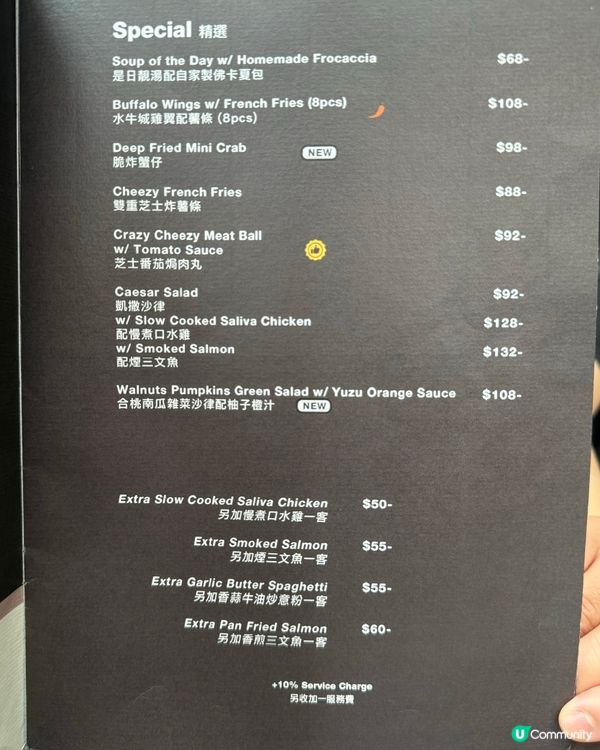 Special 精選
Soup of the Day w/ Homemade Frocaccia $68-
是日靚湯配自家製佛卡夏包
Buffalo Wings w/ French Fries (8pcs) $108-
水牛城雞翼配薯條 (8pcs)
Deep Fried Mini Crab NEW $98-
脆炸蟹仔
Cheezy French Fries $88-
雙重芝士炸薯條
Crazy Cheezy Meat Ball $92-
w/ Tomato Sauce
芝士番茄焗肉丸
Caesar Salad $92-
凱撒沙律
w/ Slow Cooked Saliva Chicken $128-
配慢煮口水雞
w/ Smoked Salmon $132-
配煙三文魚
Walnuts Pumpkins Green Salad w/ Yuzu Orange Sauce $108-
合桃南瓜雜菜沙律配柚子橙汁 NEW
Extra Slow Cooked Saliva Chicken $50-
另加慢煮口水雞一客
Extra Smoked Salmon $55-
另加煙三文魚一客
Extra Garlic Butter Spaghetti $55-
另加香蒜牛油炒意粉一客
Extra Pan Fried Salmon $60-
另加香煎三文魚一客
+10% Service Charge
另收加一服務費
U Community